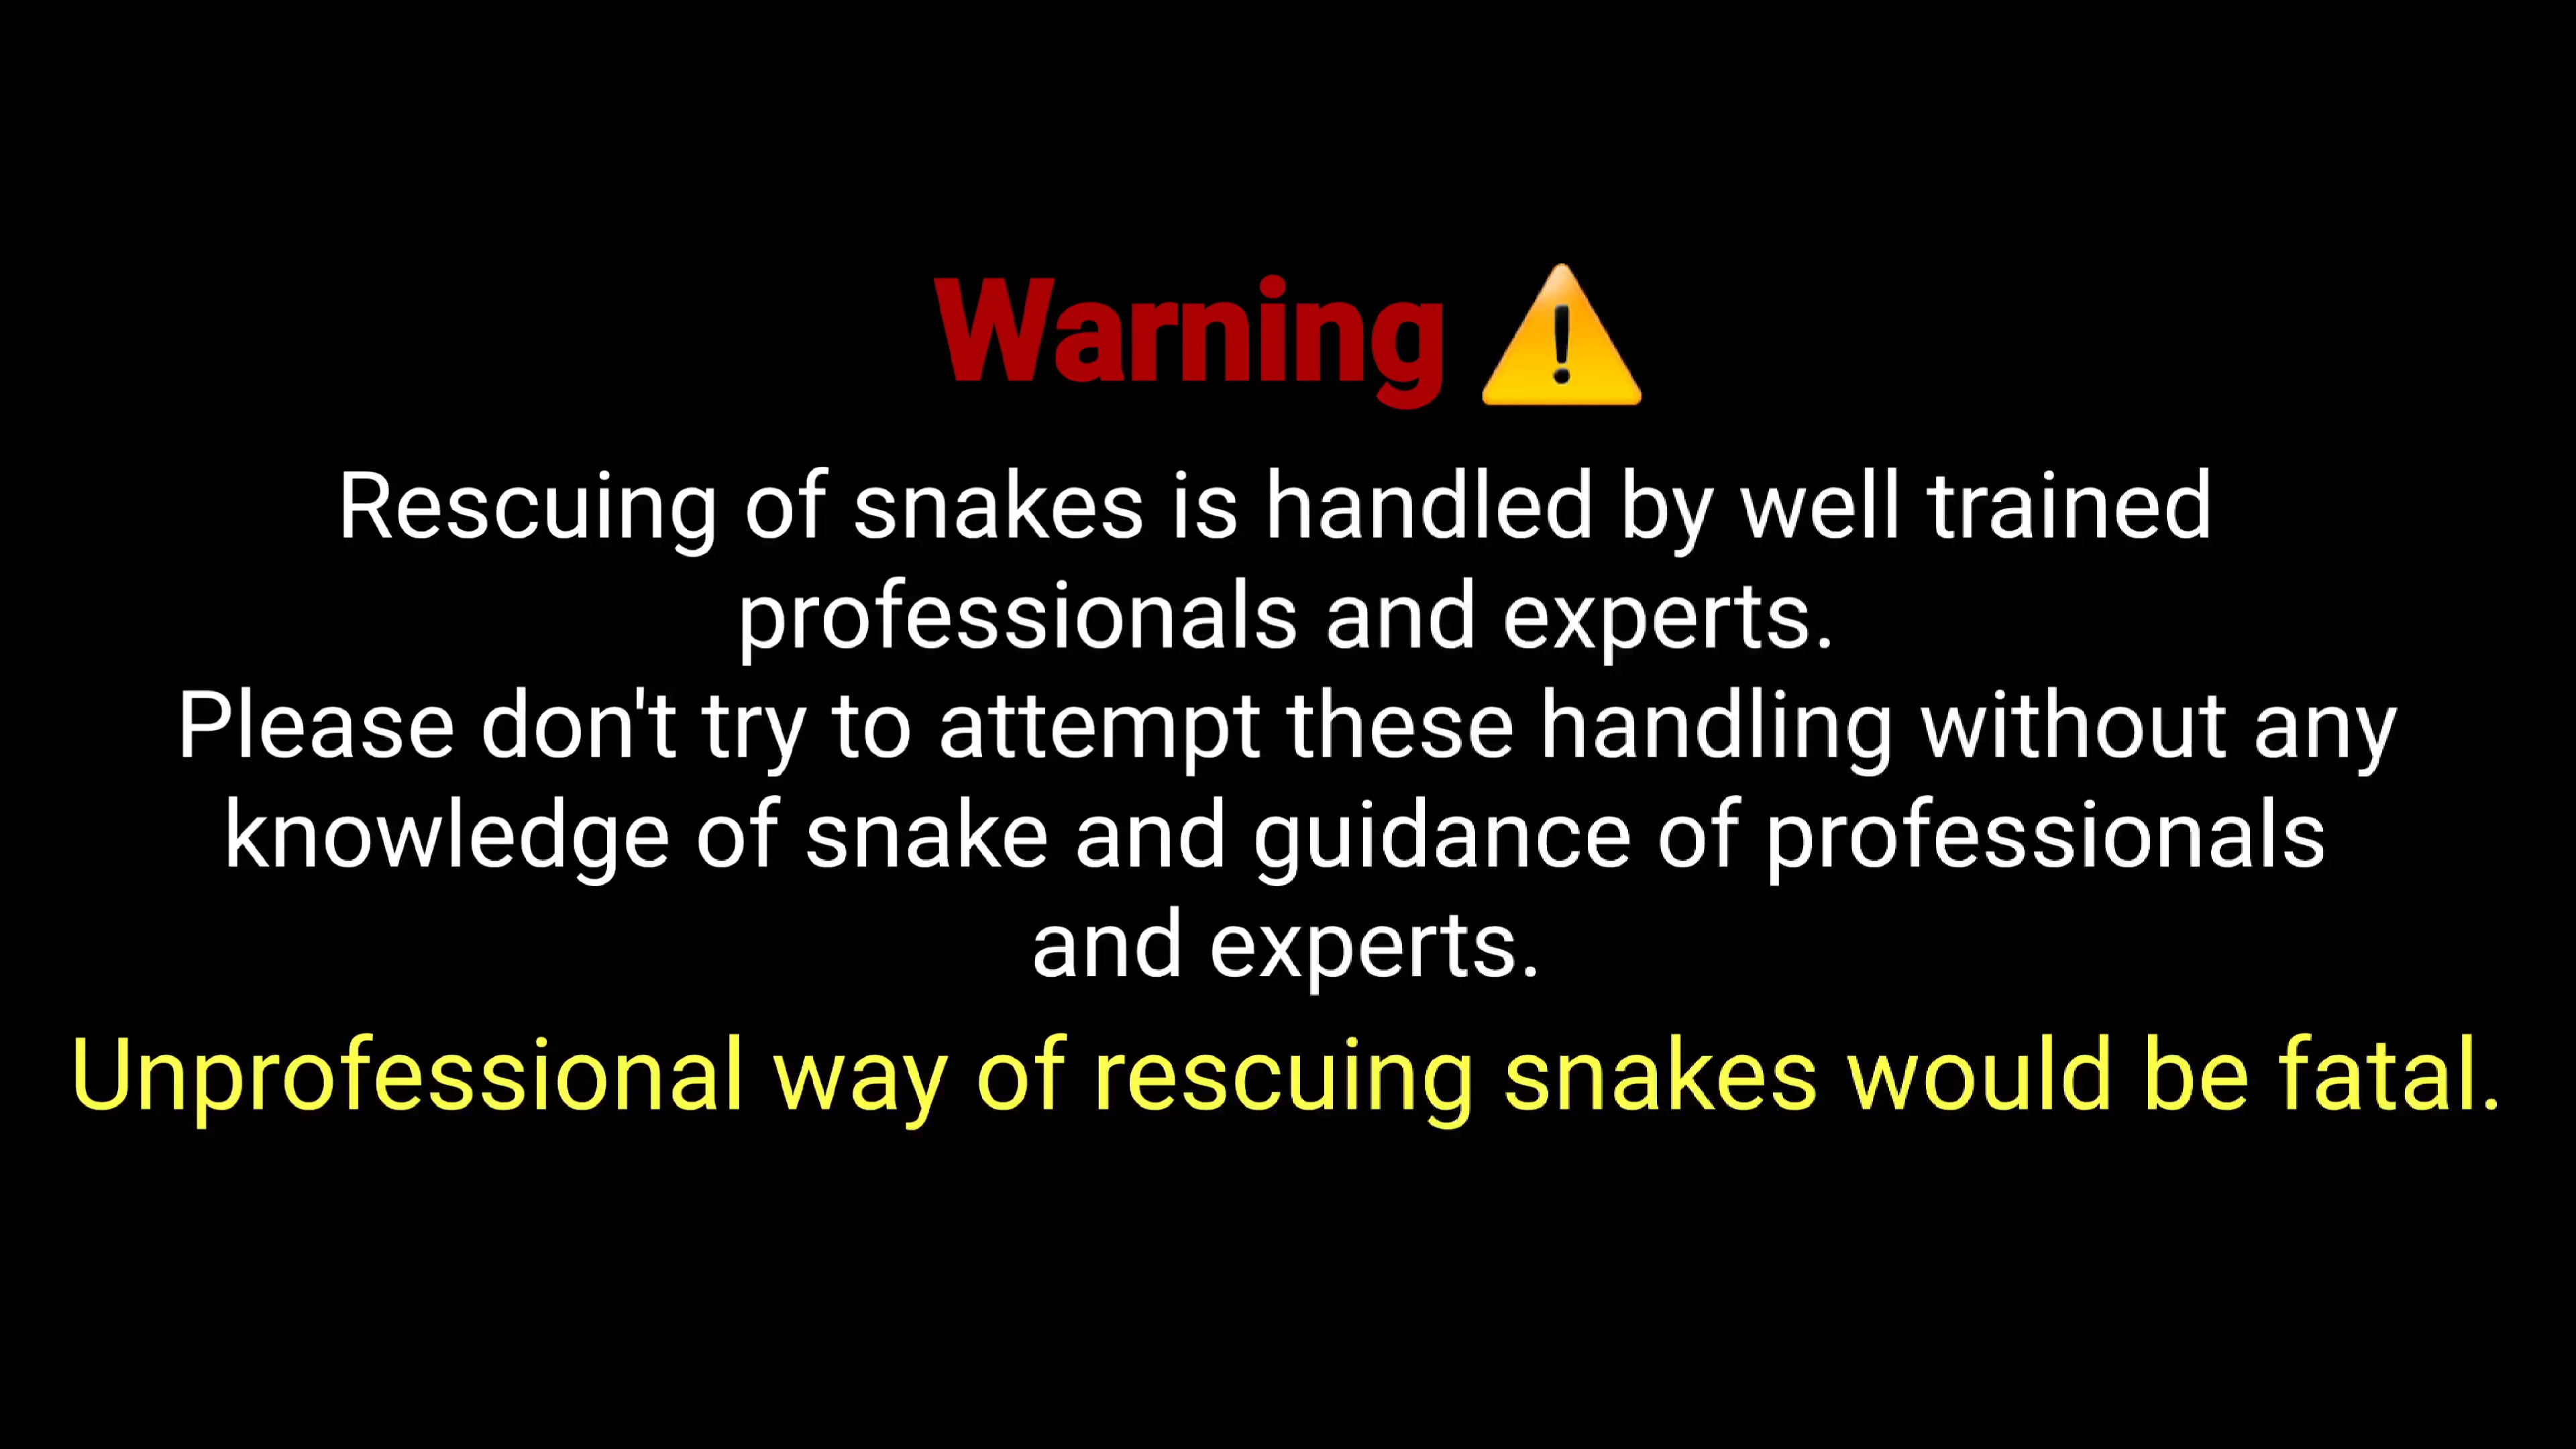 Warning ⚠️
Rescuing of snakes is handled by well trained
professionals and experts.
Please don't try to attempt these handling without any
knowledge of snake and guidance of professionals
and experts.
Unprofessional way of rescuing snakes would be fatal.